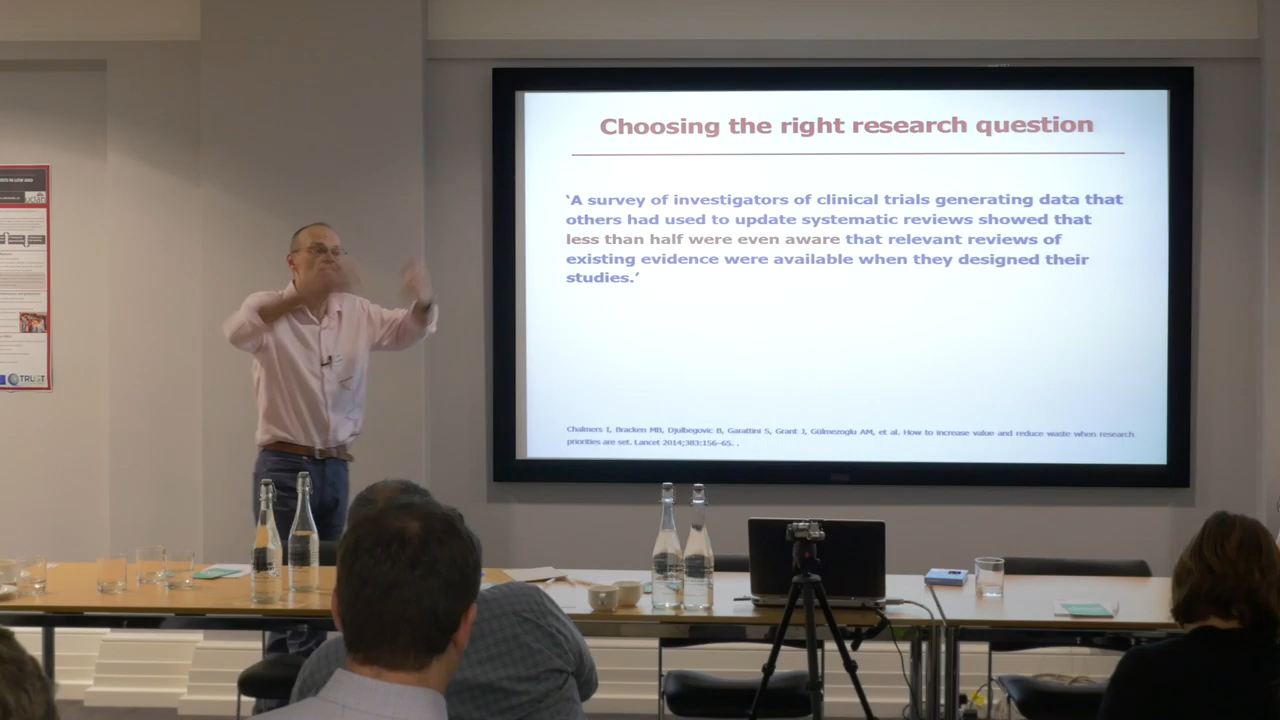 Choosing the right research question
‘A survey of investigators of clinical trials generating data that
others had used to update systematic reviews showed that
less than half were even aware that relevant reviews of
existing evidence were available when they designed their
studies.’
Chalmers I, Bracken MB, Djulbegovic B, Garattini S, Grant J, Gülmezoglu AM, et al. How to increase value and reduce waste when research
priorities are set. Lancet 2014;383:156–65. .
uclan
TRUST